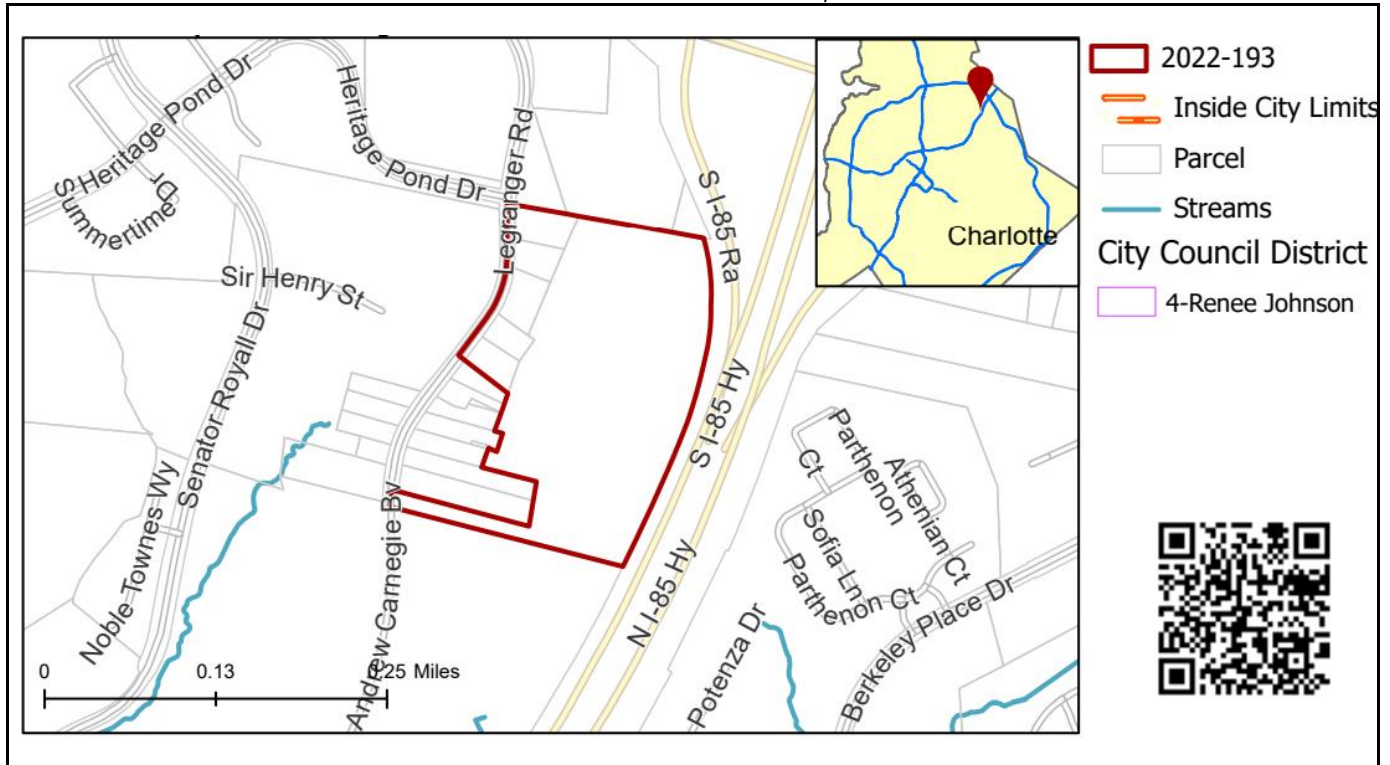 Heritage Pond Dr
Summertime
Dr
Heritage Pond Dr
Legranger Rd
Sir Henry St
Senator Royall Dr
Noble Townes Wy
Andrew Carnegie Bv
S I-85 Ra
S I-85 Hy
N I-85 Hy
Parthenon
Ct
Athenian Ct
Sofia Ln
Parthenon Ct
Berkeley Place Dr
Potenza Dr
0 0.13 0.25 Miles
Charlotte
2022-193
Inside City Limits
Parcel
Streams
City Council District
4-Renee Johnson